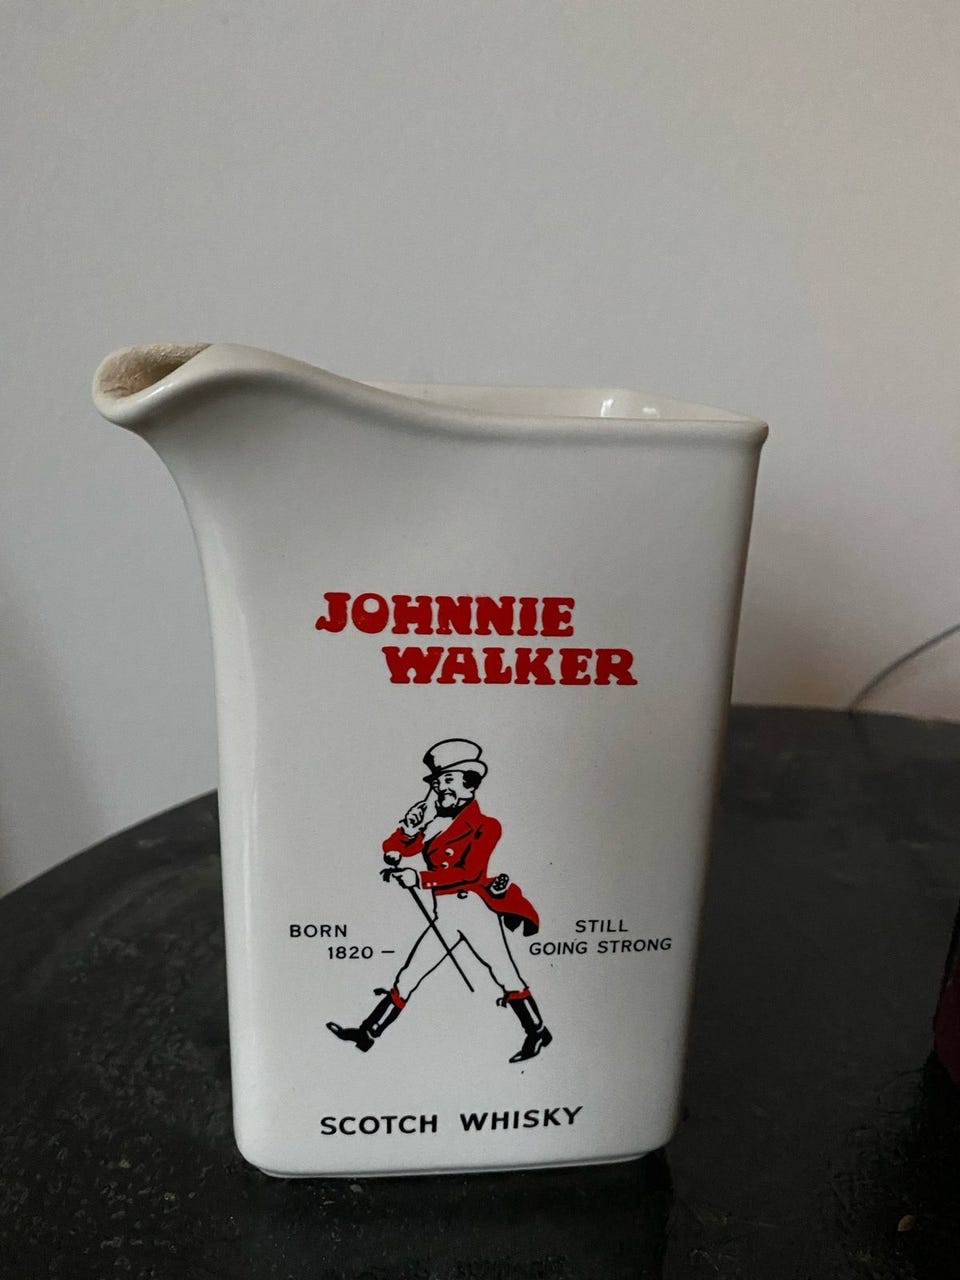 JOHNNIE
WALKER
BORN
1820 –
STILL
GOING STRONG
SCOTCH WHISKY